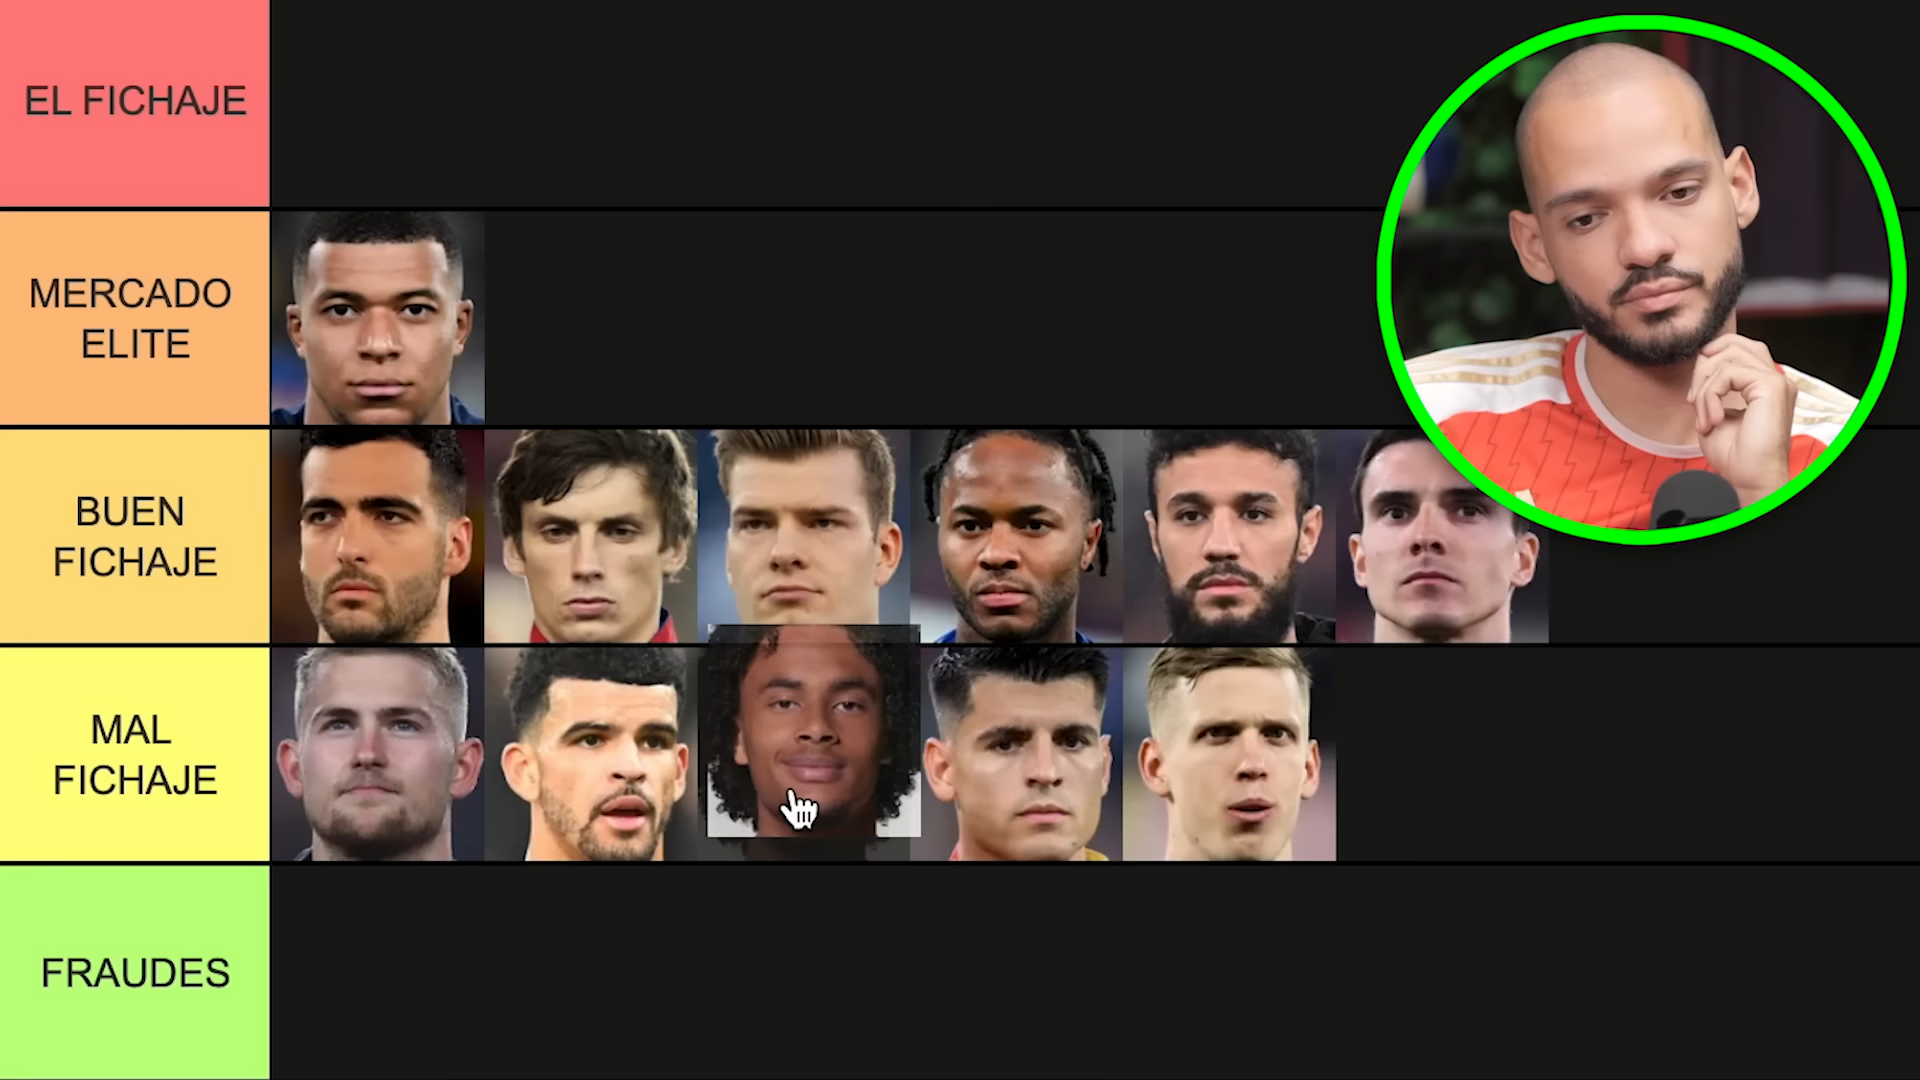 EL FICHAJE
MERCADO
ELITE
BUEN
FICHAJE
MAL
FICHAJE
FRAUDES